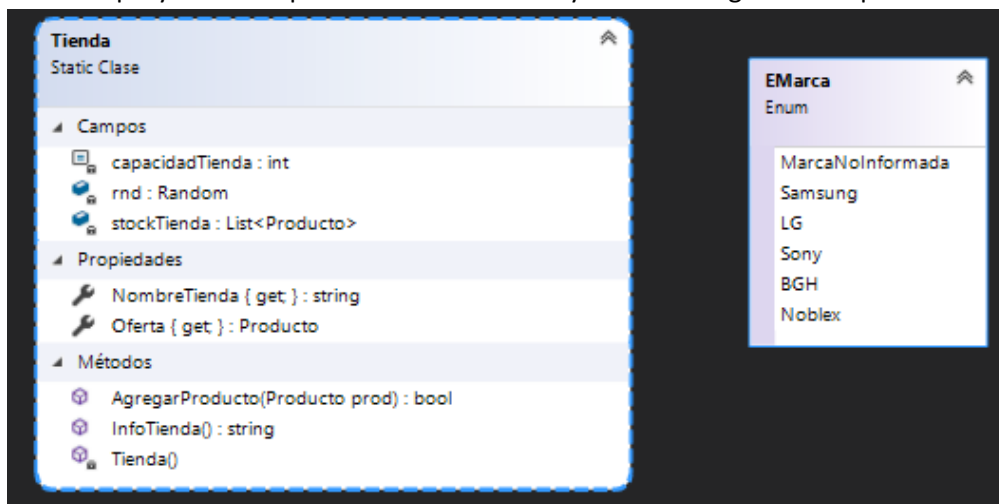 Tienda
Static Clase
Campos
capacidadTienda : int
rnd : Random
stockTienda : List<Producto>
Propiedades
NombreTienda { get; } : string
Oferta { get; } : Producto
Métodos
AgregarProducto(Producto prod) : bool
InfoTienda() : string
Tienda()
EMarca
Enum
MarcaNoInformada
Samsung
LG
Sony
BGH
Noblex